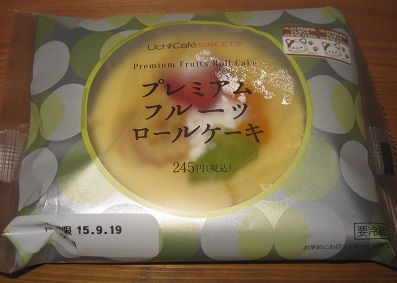 Uchi Café SWEETS
Premium Fruits Roll Cake
プレミアム
フルーツ
ロールケーキ
245円(税込)
限 15.9.19
要冷